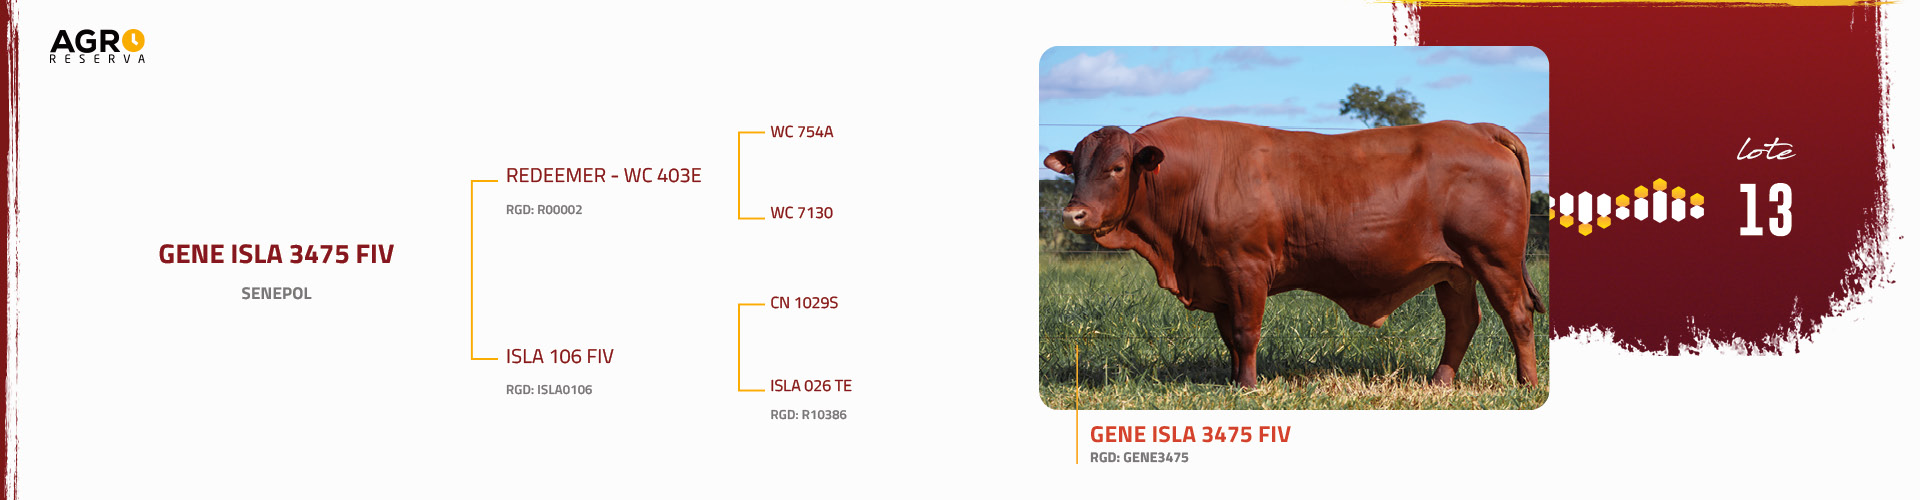 AGRO
RESERVA
GENE ISLA 3475 FIV
SENEPOL
REDEEMER - WC 403E
RGD: R00002
ISLA 106 FIV
RGD: ISLA0106
WC 754A
WC 7130
CN 1029S
ISLA 026 TE
RGD: R10386
GENE ISLA 3475 FIV
RGD: GENE3475
lote
13